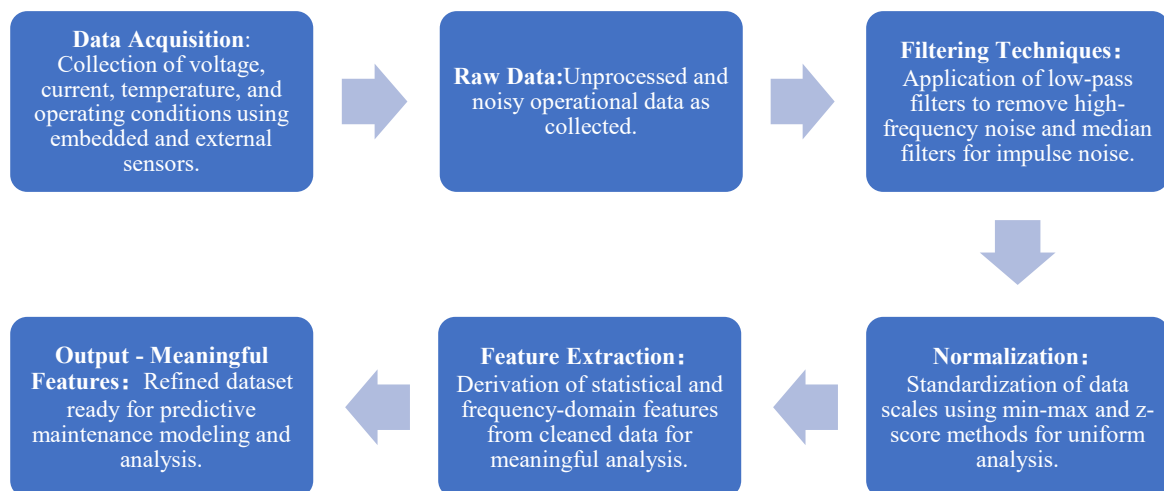 Data Acquisition:
Collection of voltage,
current, temperature, and
operating conditions using
embedded and external
sensors.
Raw Data:Unprocessed and
noisy operational data as
collected.
Filtering Techniques：
Application of low-pass
filters to remove high-
frequency noise and median
filters for impulse noise.
Normalization：
Standardization of data
scales using min-max and z-
score methods for uniform
analysis.
Feature Extraction：
Derivation of statistical and
frequency-domain features
from cleaned data for
meaningful analysis.
Output - Meaningful
Features：Refined dataset
ready for predictive
maintenance modeling and
analysis.